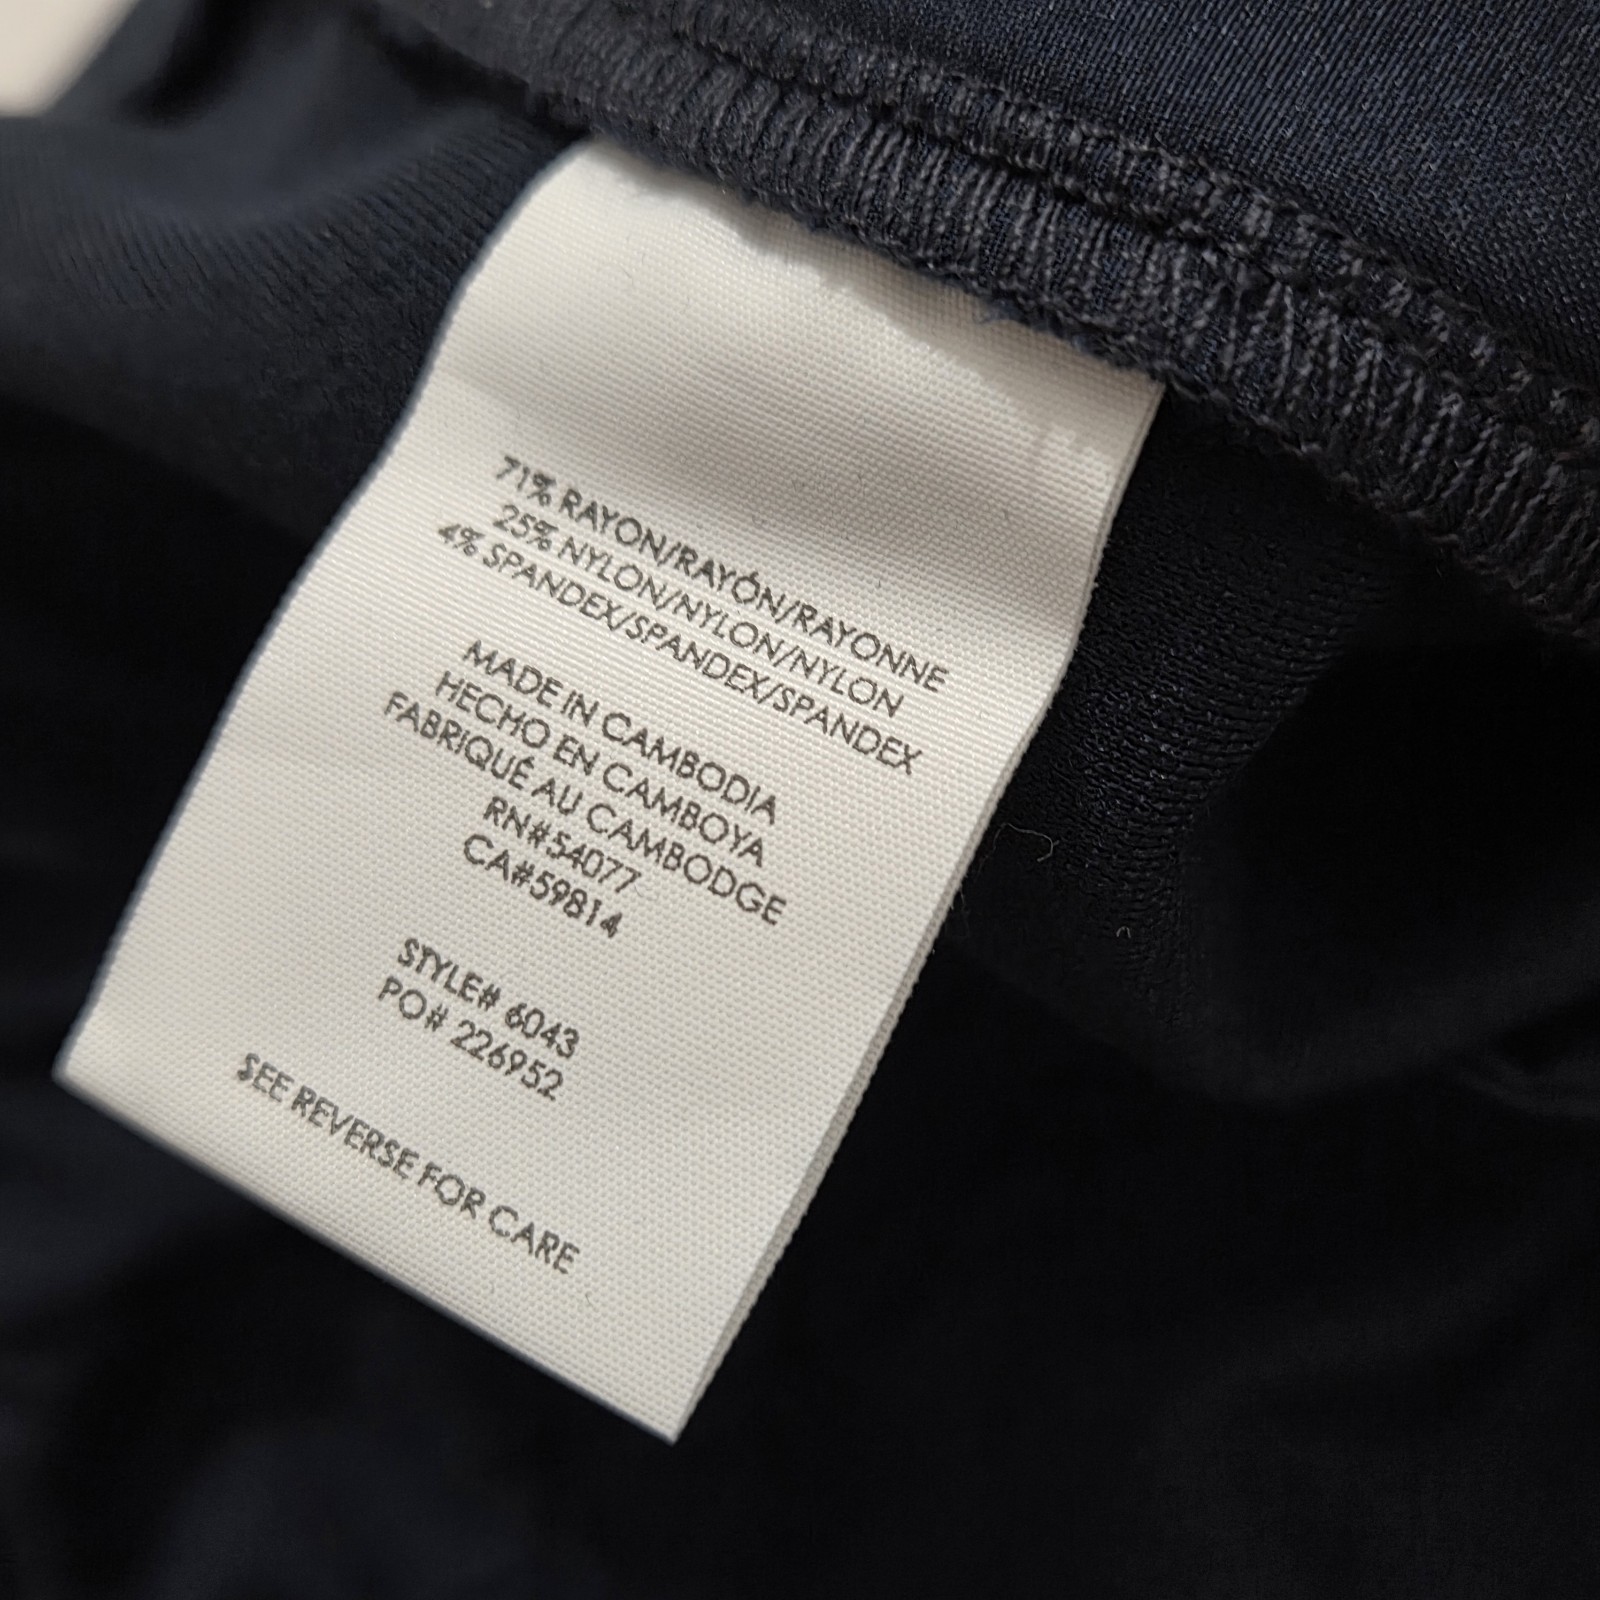 71% RAYON/RAYÓN/RAYONNE
25% NYLON/NYLON/NYLON
4% SPANDEX/SPANDEX/SPANDEX
MADE IN CAMBODIA
HECHO EN CAMBOYA
FABRIQUÉ AU CAMBODGE
RN#54077
CA#59814
STYLE# 6043
PO# 226952
SEE REVERSE FOR CARE